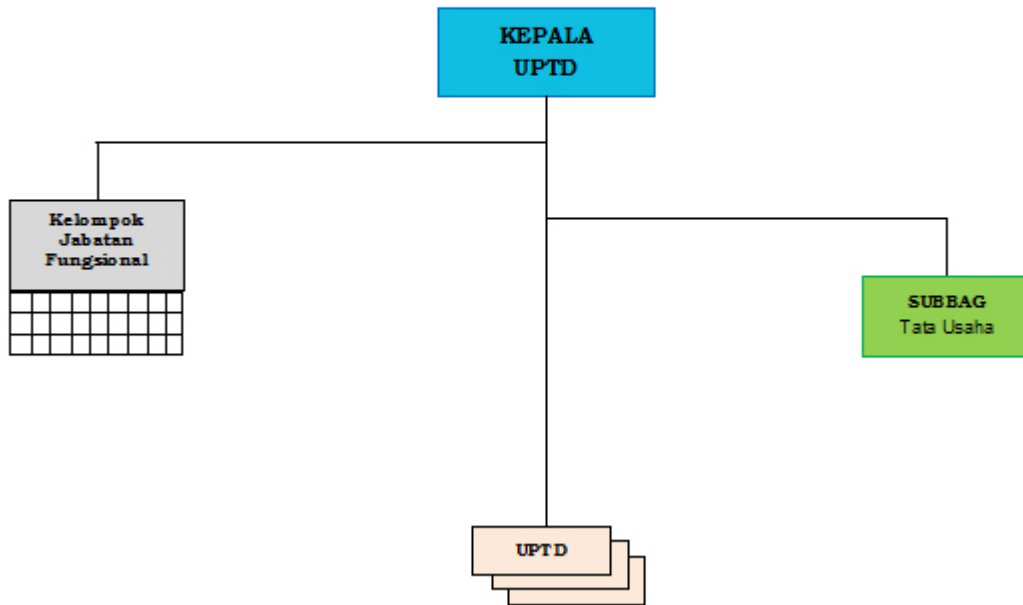 KEPALA
UPTD
Kelompok
Jabatan
Fungsional
SUBBAG
Tata Usaha
UPTD